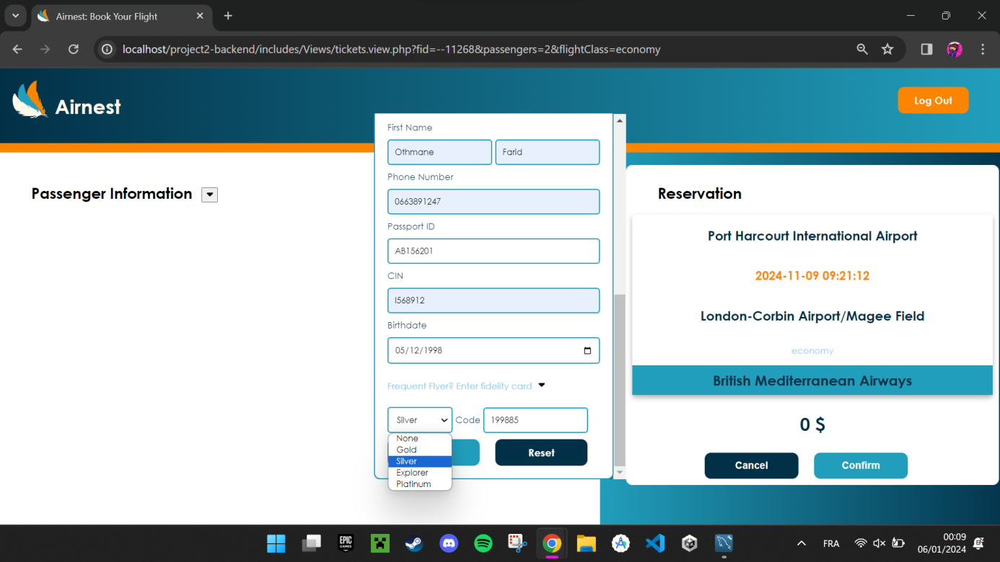 Airnest: Book Your Flight
localhost/project2-backend/includes/Views/tickets.view.php?fid=--11268&passengers=2&flightClass=economy
Airnest
Log Out
Passenger Information
First Name
Othmane Farid
Phone Number
0663891247
Passport ID
AB156201
CIN
I568912
Birthdate
05/12/1998
Frequent Flyer? Enter fidelity card
Silver Code 199885
None
Gold
Silver
Explorer
Platinum
Reset
Reservation
Port Harcourt International Airport
2024-11-09 09:21:12
London-Corbin Airport/Magee Field
economy
British Mediterranean Airways
0 $
Cancel Confirm
EPIC
GAMES
FRA
00:09
06/01/2024